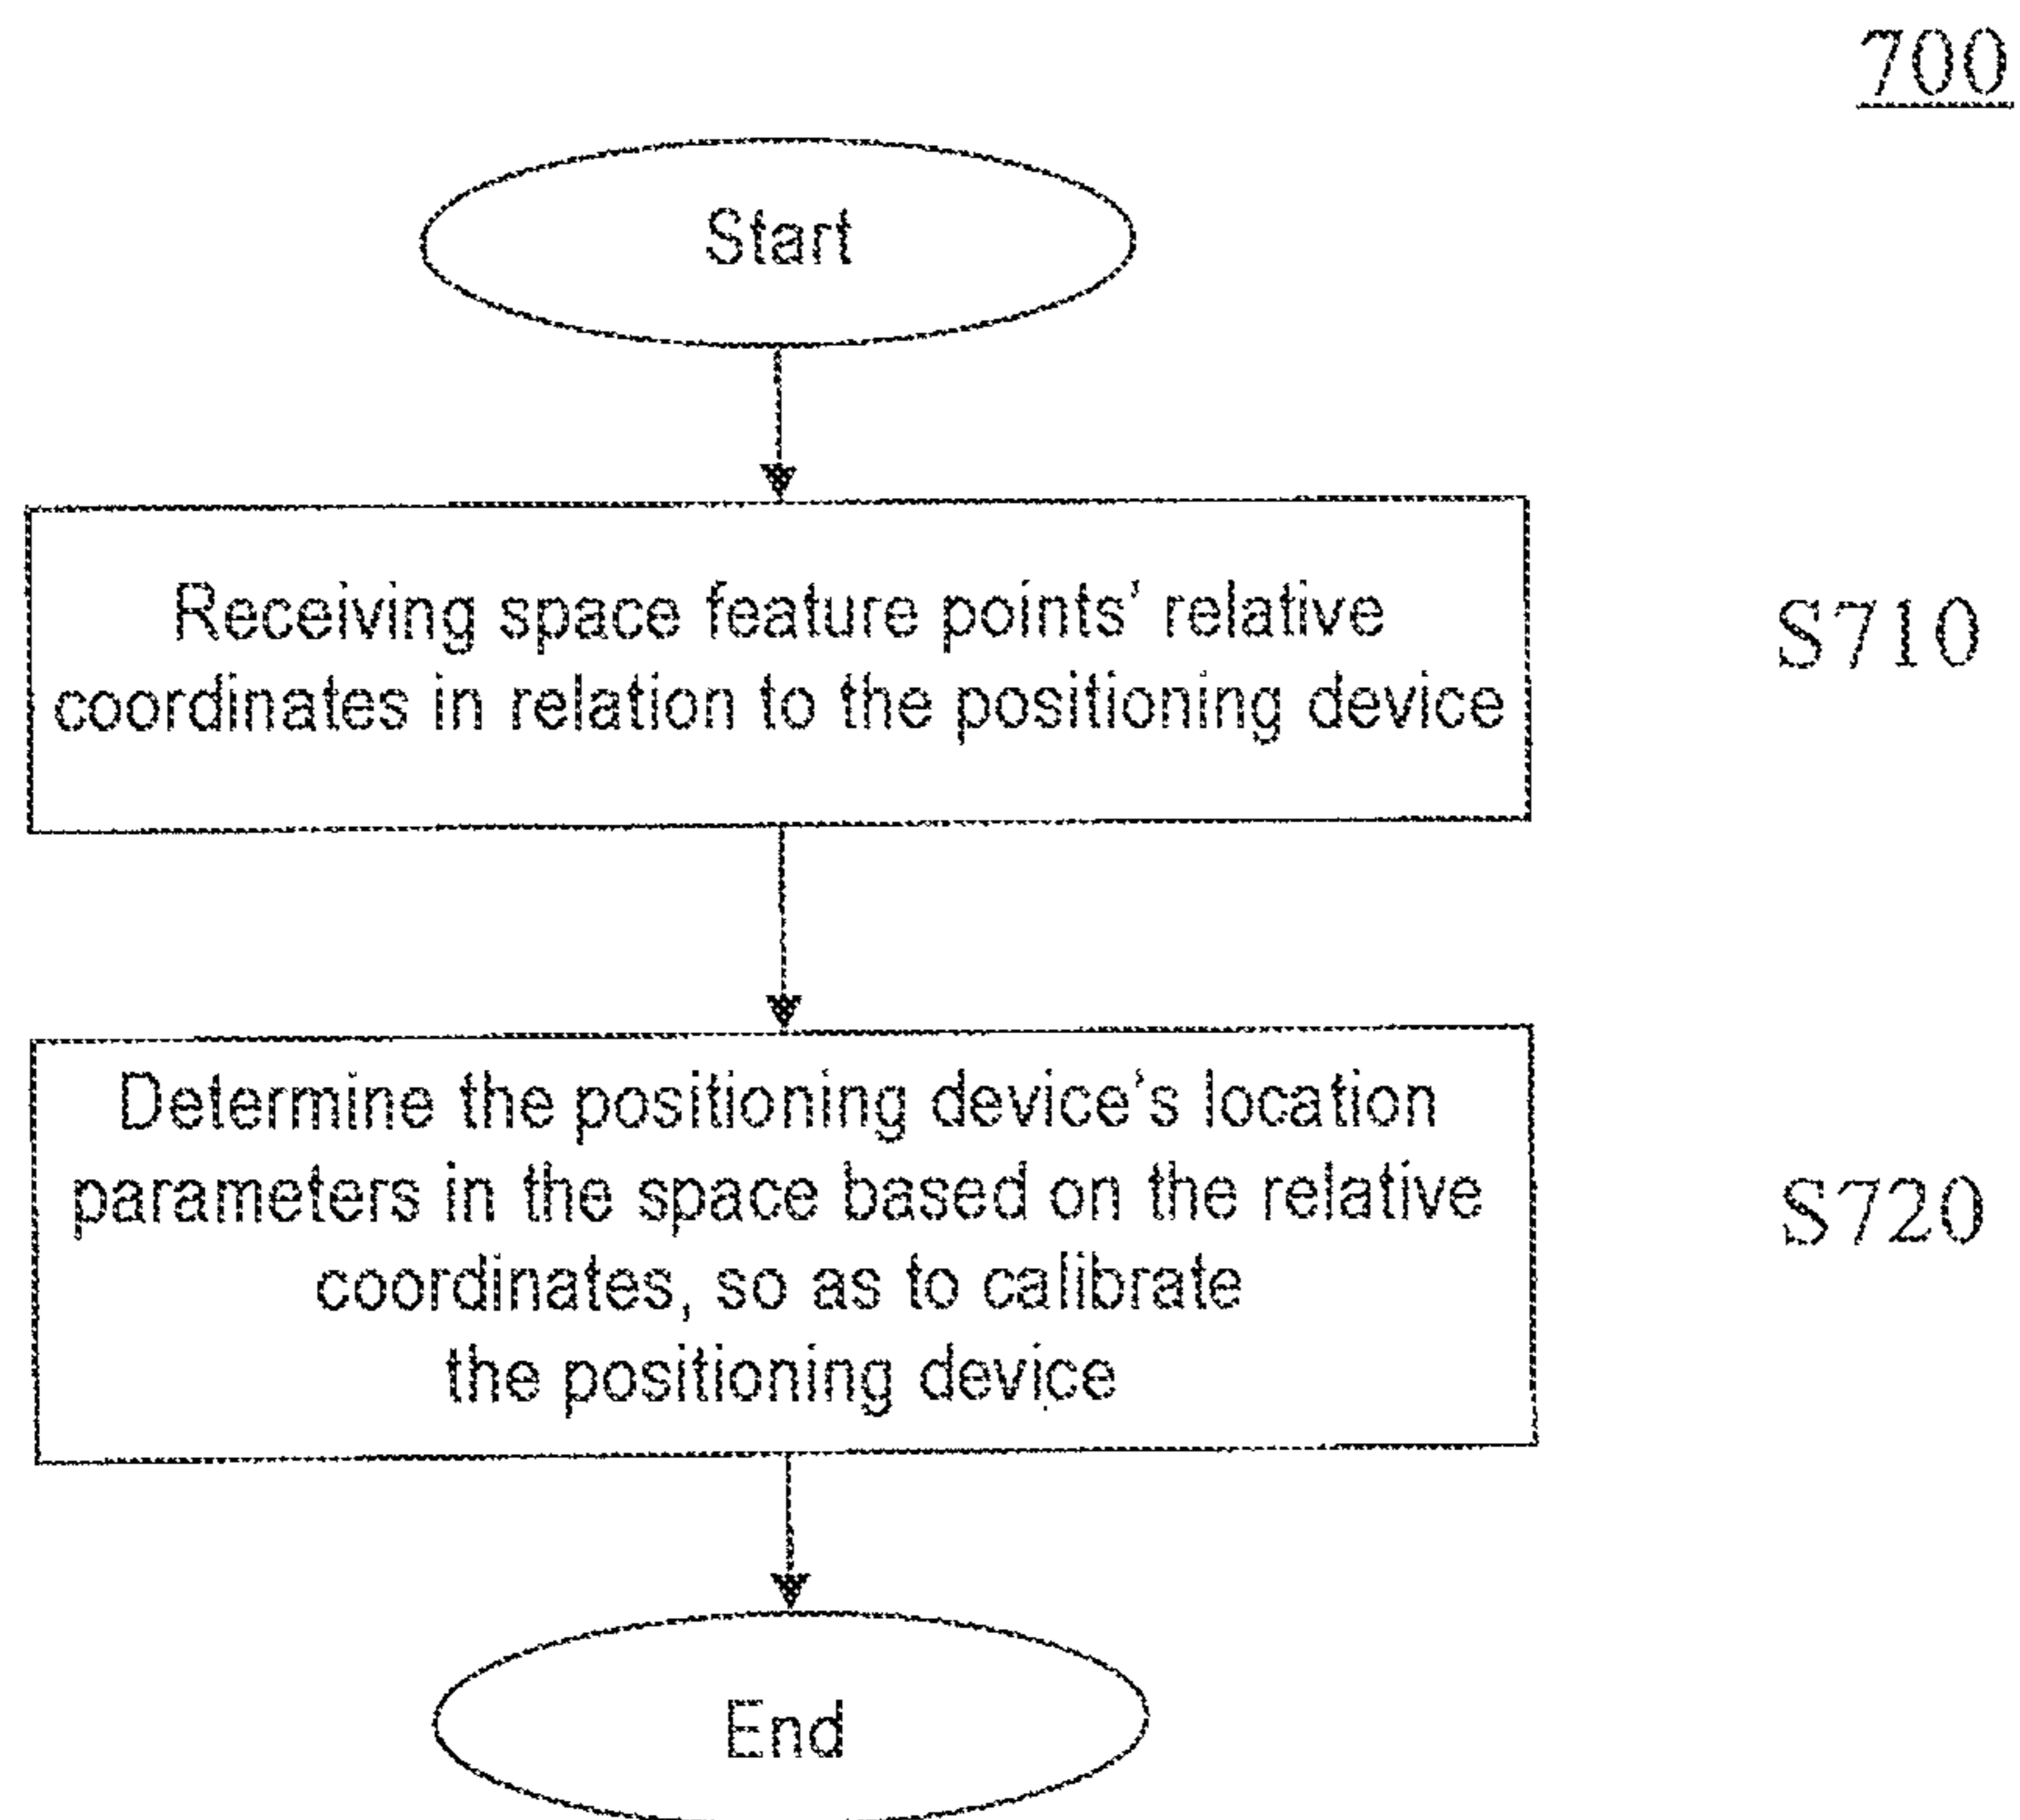 700
Start
Receiving space feature points' relative
coordinates in relation to the positioning device
S710
Determine the positioning device's location
parameters in the space based on the relative
coordinates, so as to calibrate
the positioning device
S720
End